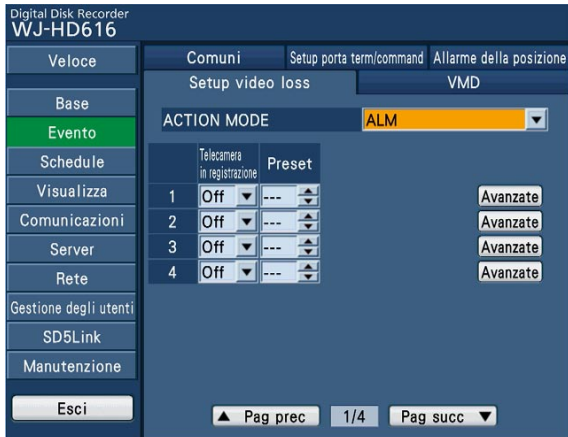 Digital Disk Recorder
WJ-HD616
Veloce
Base
Evento
Schedule
Visualizza
Comunicazioni
Server
Rete
Gestione degli utenti
SD5Link
Manutenzione
Esci
Comuni Setup porta term/command Allarme della posizione
Setup video loss VMD
ACTION MODE ALM
Telecamera
in registrazione Preset
1 Off --- Avanzate
2 Off --- Avanzate
3 Off --- Avanzate
4 Off --- Avanzate
Pag prec 1/4 Pag succ